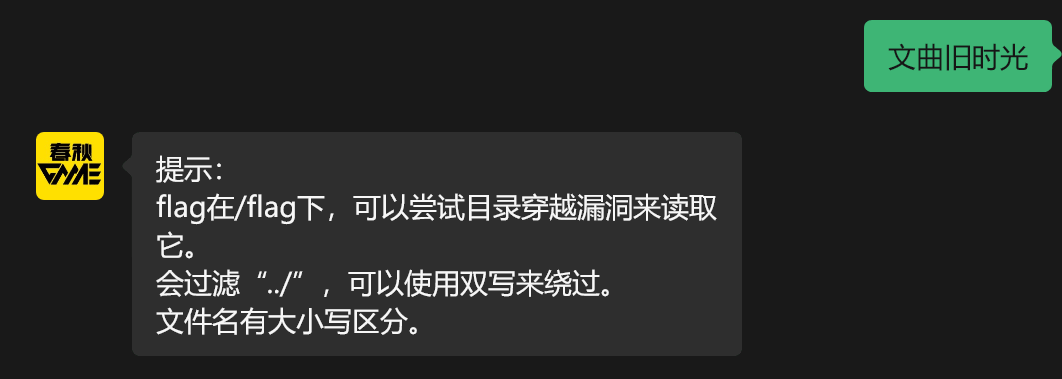 文曲旧时光
春秋
GAME
提示：
flag在/flag下，可以尝试目录穿越漏洞来读取
它。
会过滤“../”，可以使用双写来绕过。
文件名有大小写区分。